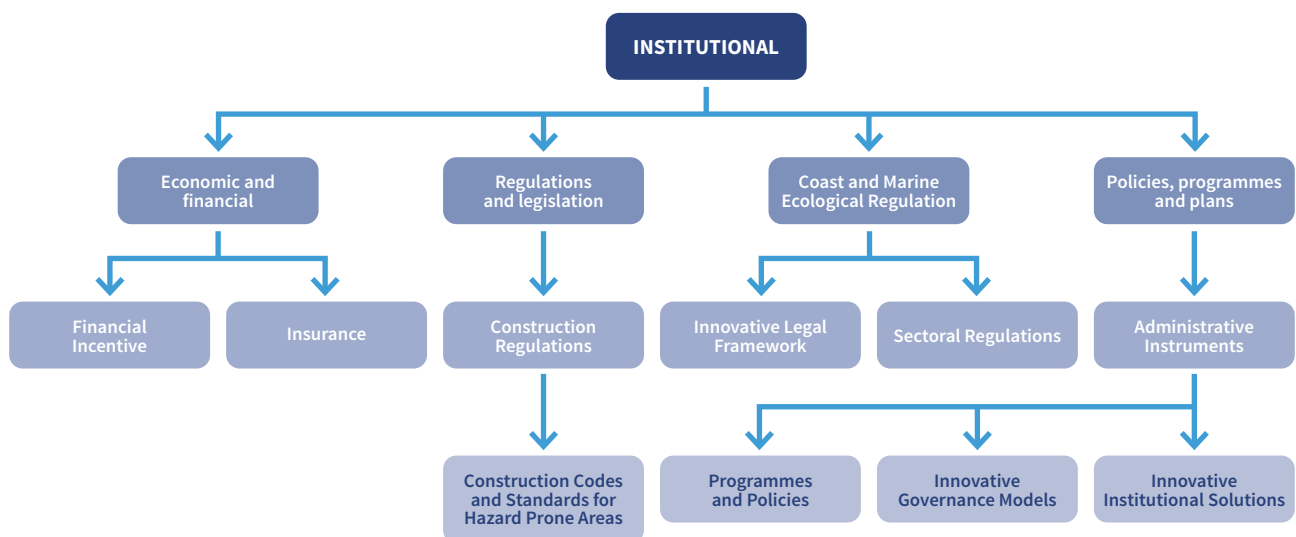 INSTITUTIONAL
Economic and
financial
Regulations
and legislation
Coast and Marine
Ecological Regulation
Policies, programmes
and plans
Financial
Incentive
Insurance
Construction
Regulations
Innovative Legal
Framework
Sectoral Regulations
Administrative
Instruments
Construction Codes
and Standards for
Hazard Prone Areas
Programmes
and Policies
Innovative
Governance Models
Innovative
Institutional Solutions